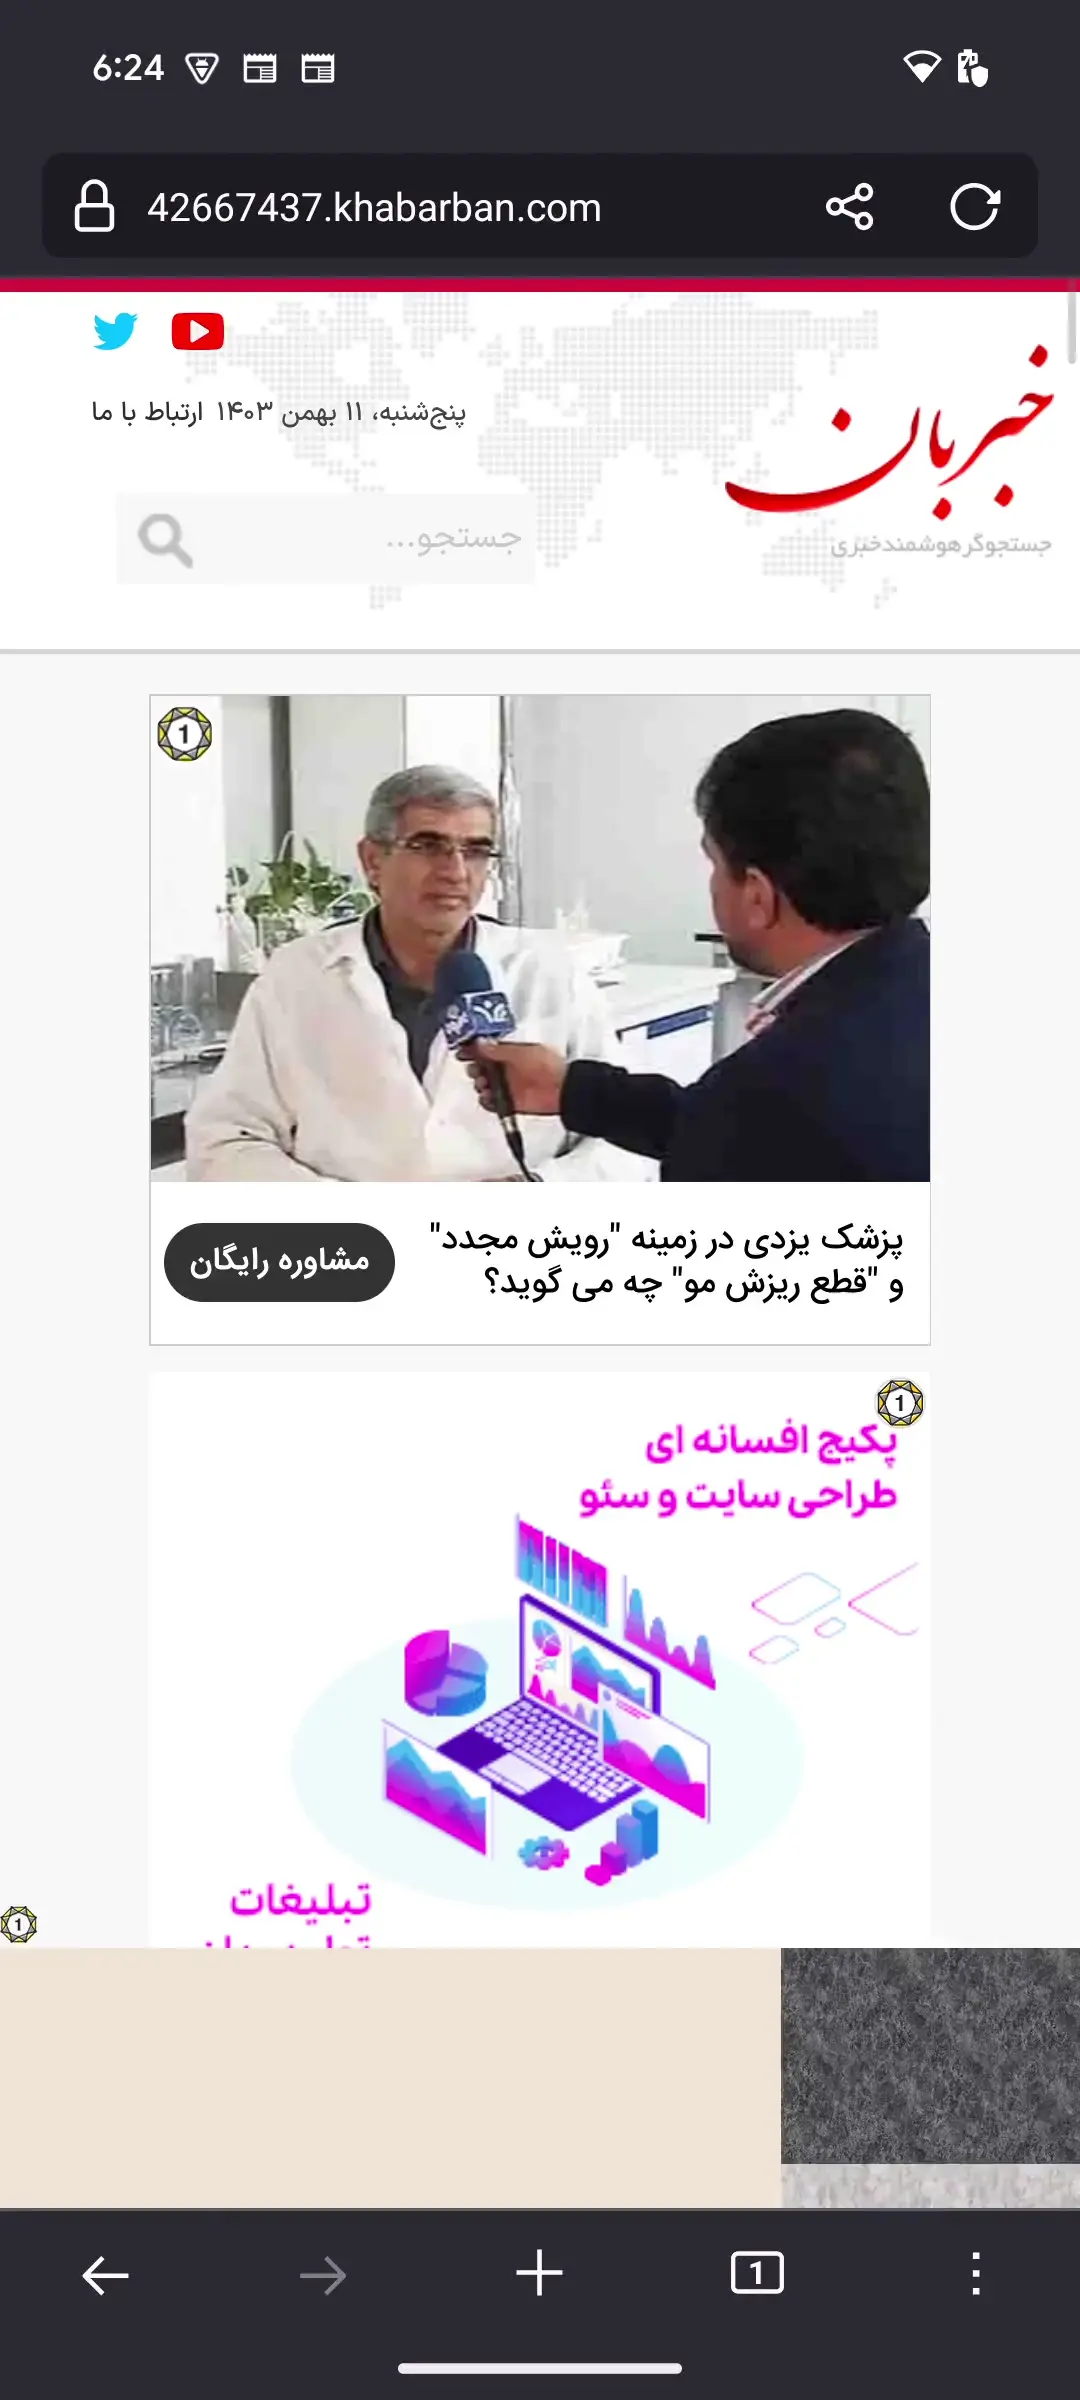 6:24
42667437.khabarban.com
خبربان
جستجوگر هوشمند خبری
پنج‌شنبه، ۱۱ بهمن ۱۴۰۳ ارتباط با ما
جستجو...
1
پزشک یزدی در زمینه "رویش مجدد"
و "قطع ریزش مو" چه می گوید؟
مشاوره رایگان
1
پکیج افسانه ای
طراحی سایت و سئو
تبلیغات
1
1